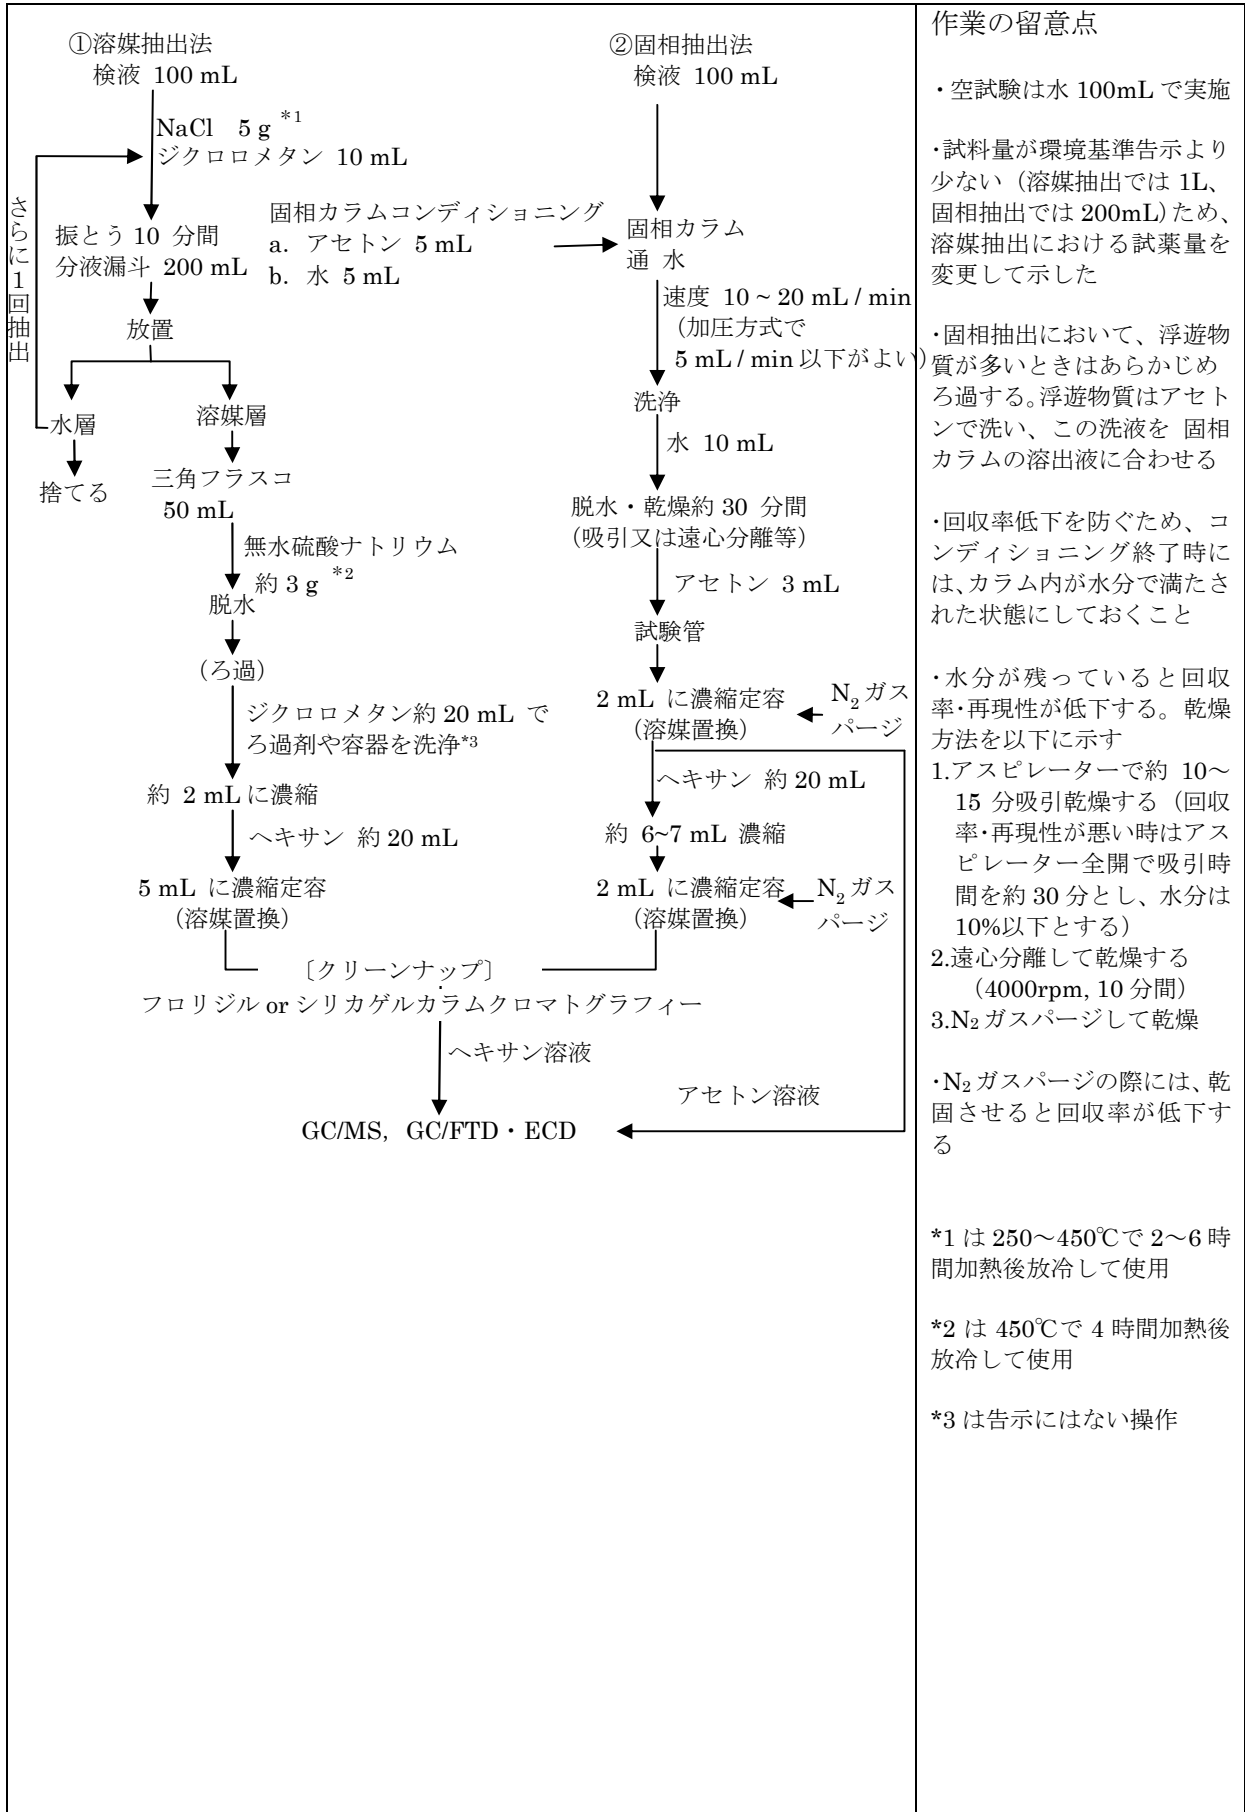 ①溶媒抽出法
検液 100 mL
NaCl 5 g *1
ジクロロメタン 10 mL
さらに1回抽出
振とう 10 分間
分液漏斗 200 mL
放置
水層
溶媒層
捨てる
三角フラスコ
50 mL
無水硫酸ナトリウム
約 3 g *2
脱水
(ろ過)
ジクロロメタン約 20 mL で
ろ過剤や容器を洗浄*3
約 2 mL に濃縮
ヘキサン 約 20 mL
5 mL に濃縮定容
(溶媒置換)
②固相抽出法
検液 100 mL
固相カラムコンディショニング
a. アセトン 5 mL
b. 水 5 mL
固相カラム
通 水
速度 10 ~ 20 mL / min
(加圧方式で
5 mL / min 以下がよい)
洗浄
水 10 mL
脱水・乾燥約 30 分間
(吸引又は遠心分離等)
アセトン 3 mL
試験管
2 mL に濃縮定容
(溶媒置換)
N2 ガス
パージ
ヘキサン 約 20 mL
約 6~7 mL 濃縮
2 mL に濃縮定容
(溶媒置換)
N2 ガス
パージ
〔クリーンナップ〕
フロリジル or シリカゲルカラムクロマトグラフィー
ヘキサン溶液
アセトン溶液
GC/MS, GC/FTD・ECD
作業の留意点
・空試験は水 100mL で実施
・試料量が環境基準告示より
少ない（溶媒抽出では 1L、
固相抽出では 200mL)ため、
溶媒抽出における試薬量を
変更して示した
・固相抽出において、浮遊物
質が多いときはあらかじめ
ろ過する。浮遊物質はアセト
ンで洗い、この洗液を 固相
カラムの溶出液に合わせる
・回収率低下を防ぐため、コ
ンディショニング終了時に
は、カラム内が水分で満たさ
れた状態にしておくこと
・水分が残っていると回収
率・再現性が低下する。乾燥
方法を以下に示す
1.アスピレーターで約 10～
15 分吸引乾燥する（回収
率・再現性が悪い時はアス
ピレーター全開で吸引時
間を約 30 分とし、水分は
10%以下とする）
2.遠心分離して乾燥する
（4000rpm, 10 分間）
3.N2 ガスパージして乾燥
・N2 ガスパージの際には、乾
固させると回収率が低下す
る
*1 は 250～450℃で 2～6 時
間加熱後放冷して使用
*2 は 450℃で 4 時間加熱後
放冷して使用
*3 は告示にはない操作